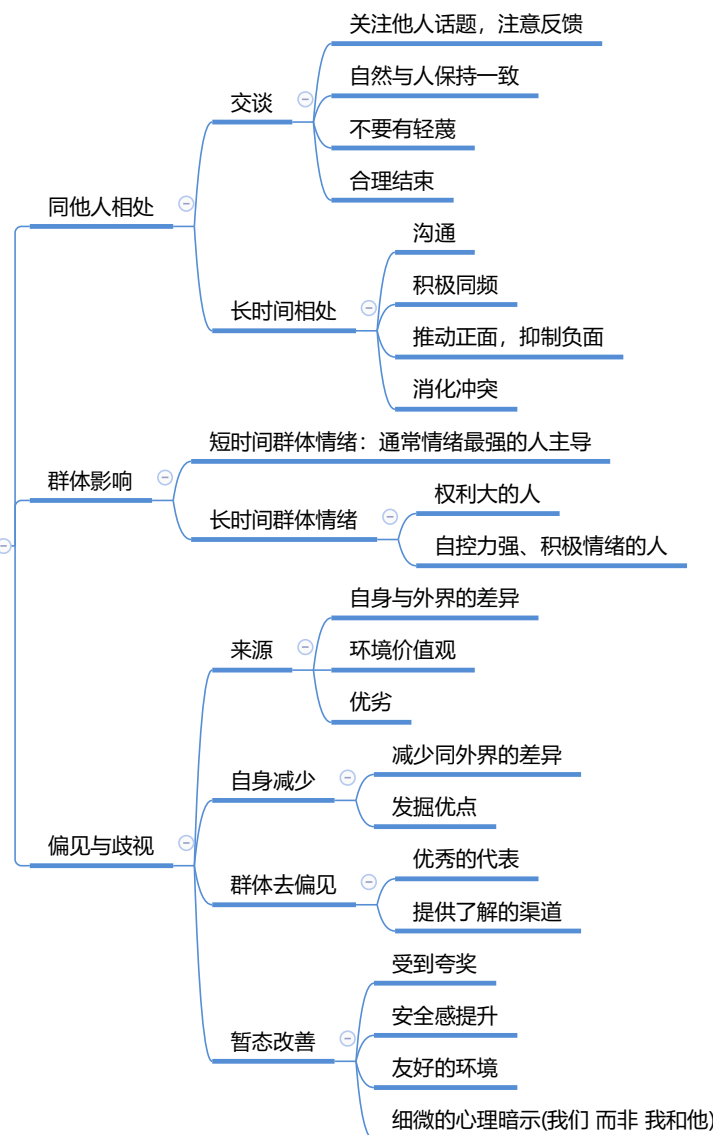 关注他人话题，注意反馈
自然与人保持一致
交谈
不要有轻蔑
合理结束
同他人相处
沟通
积极同频
长时间相处
推动正面，抑制负面
消化冲突
短时间群体情绪：通常情绪最强的人主导
群体影响
权利大的人
长时间群体情绪
自控力强、积极情绪的人
自身与外界的差异
来源
环境价值观
优劣
减少同外界的差异
自身减少
发掘优点
偏见与歧视
优秀的代表
群体去偏见
提供了解的渠道
受到夸奖
安全感提升
暂态改善
友好的环境
细微的心理暗示(我们 而非 我和他)